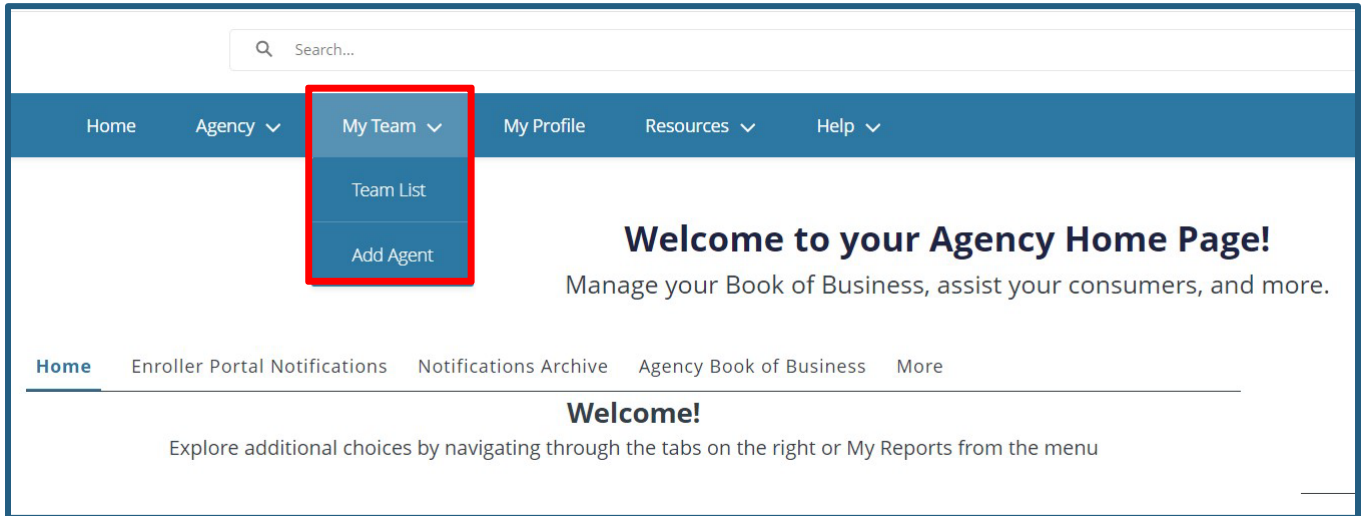 Search...
Home Agency My Team My Profile Resources Help
Team List
Add Agent
Welcome to your Agency Home Page!
Manage your Book of Business, assist your consumers, and more.
Home Enroller Portal Notifications Notifications Archive Agency Book of Business More
Welcome!
Explore additional choices by navigating through the tabs on the right or My Reports from the menu